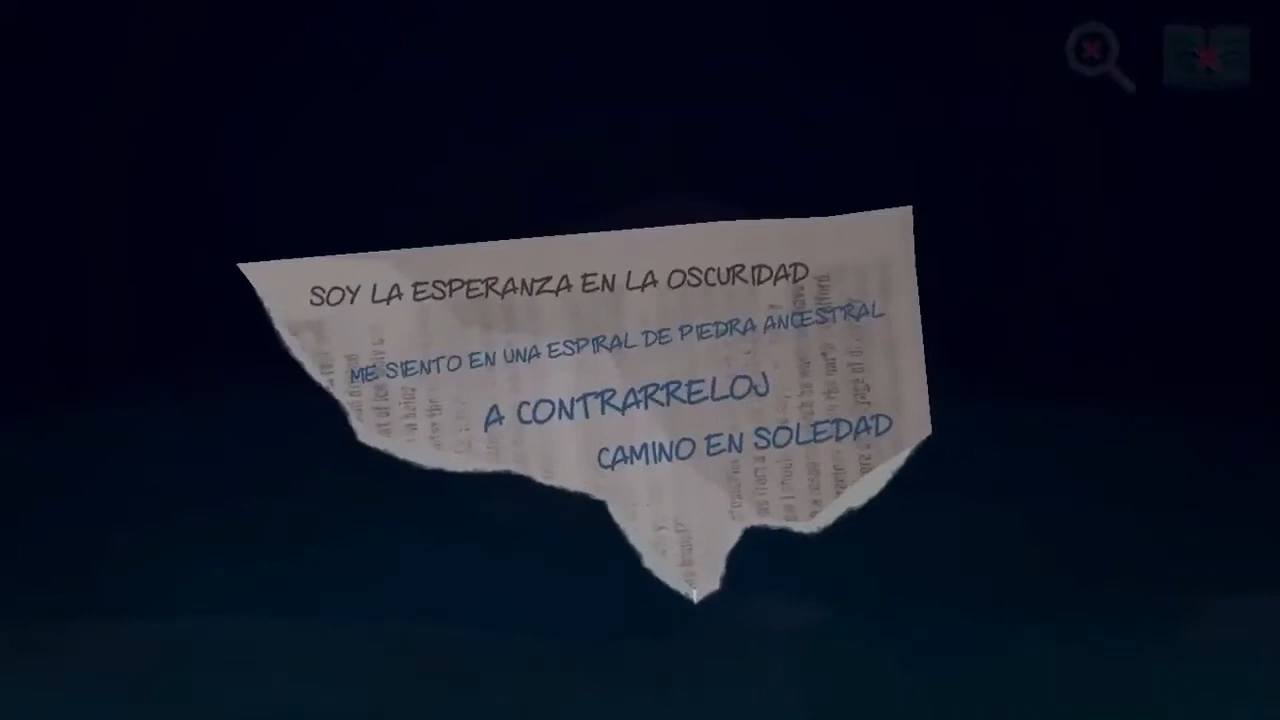 SOY LA ESPERANZA EN LA OSCURIDAD
ME SIENTO EN UNA ESPIRAL DE PIEDRA ANCESTRAL
A CONTRARRELOJ
CAMINO EN SOLEDAD